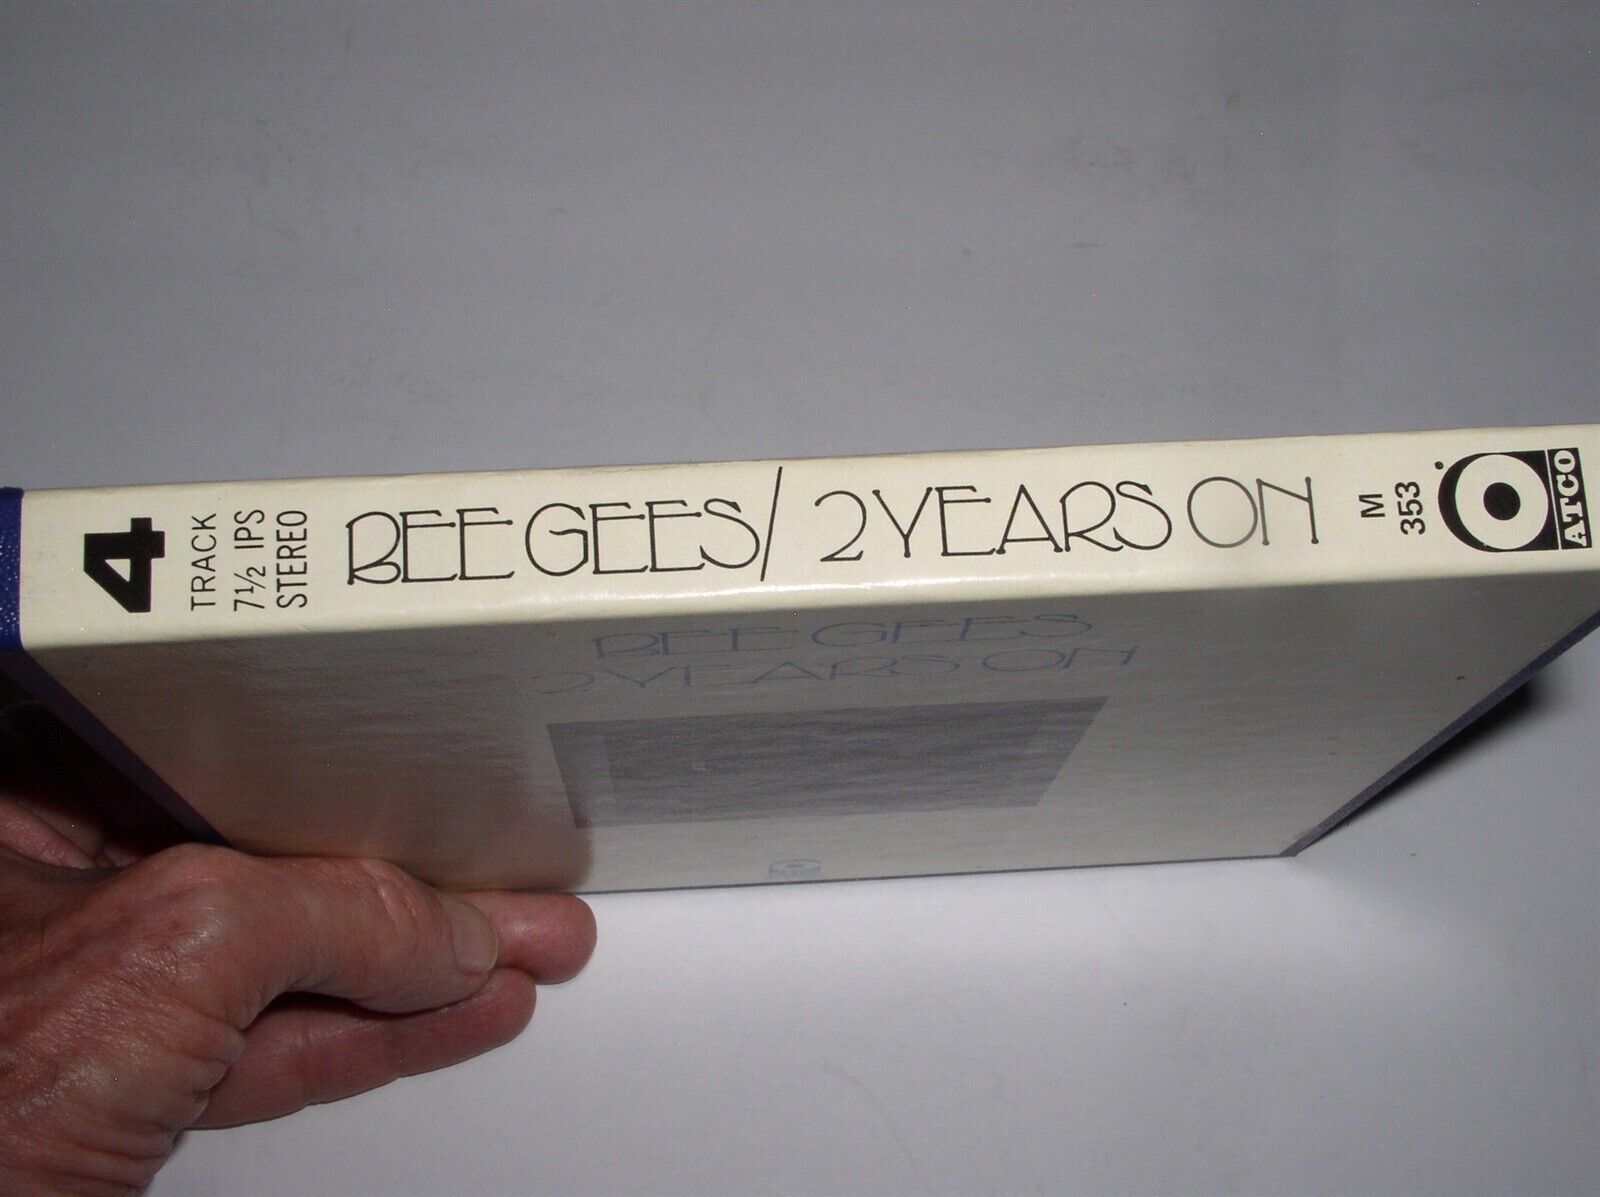 4
TRACK
7½ IPS
STEREO
BEE GEES/ 2 YEARS ON
M
353
ATCO
BEE GEES
2 YEARS ON